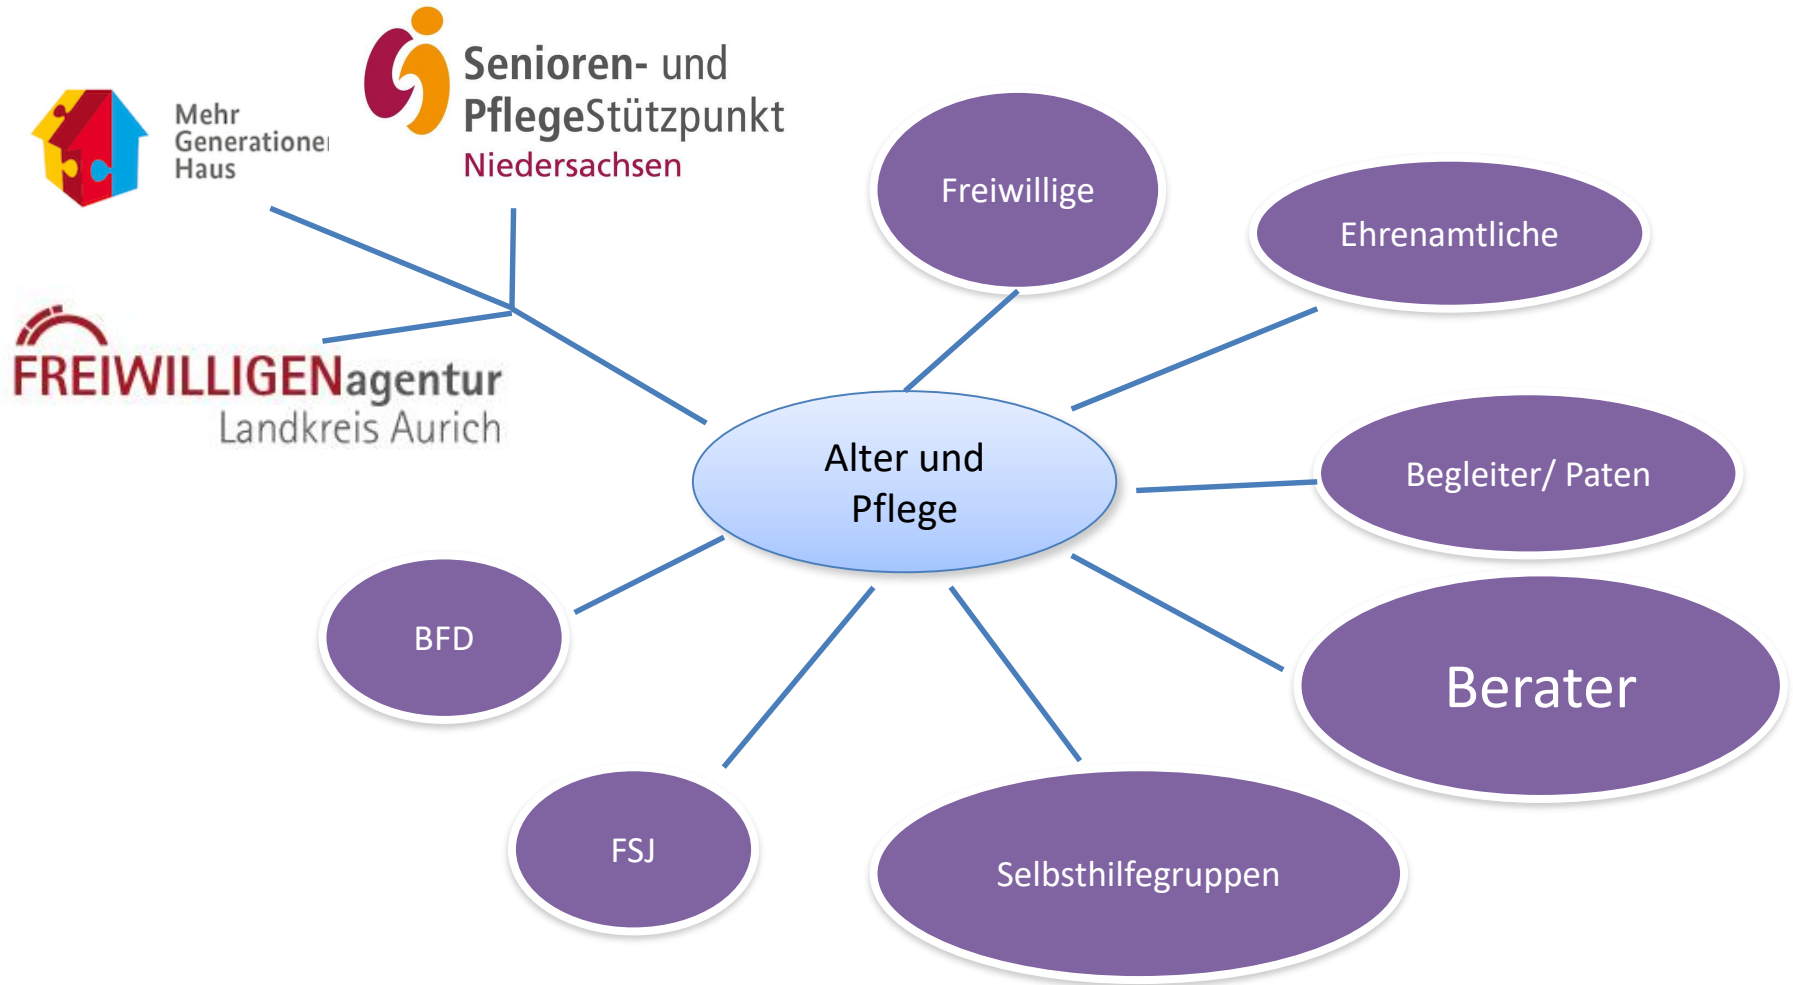 Senioren- und
PflegeStützpunkt
Niedersachsen
Mehr
Generatione
Haus
FREIWILLIGENagentur
Landkreis Aurich
Freiwillige
Ehrenamtliche
Alter und
Pflege
Begleiter/ Paten
BFD
Berater
FSJ
Selbsthilfegruppen